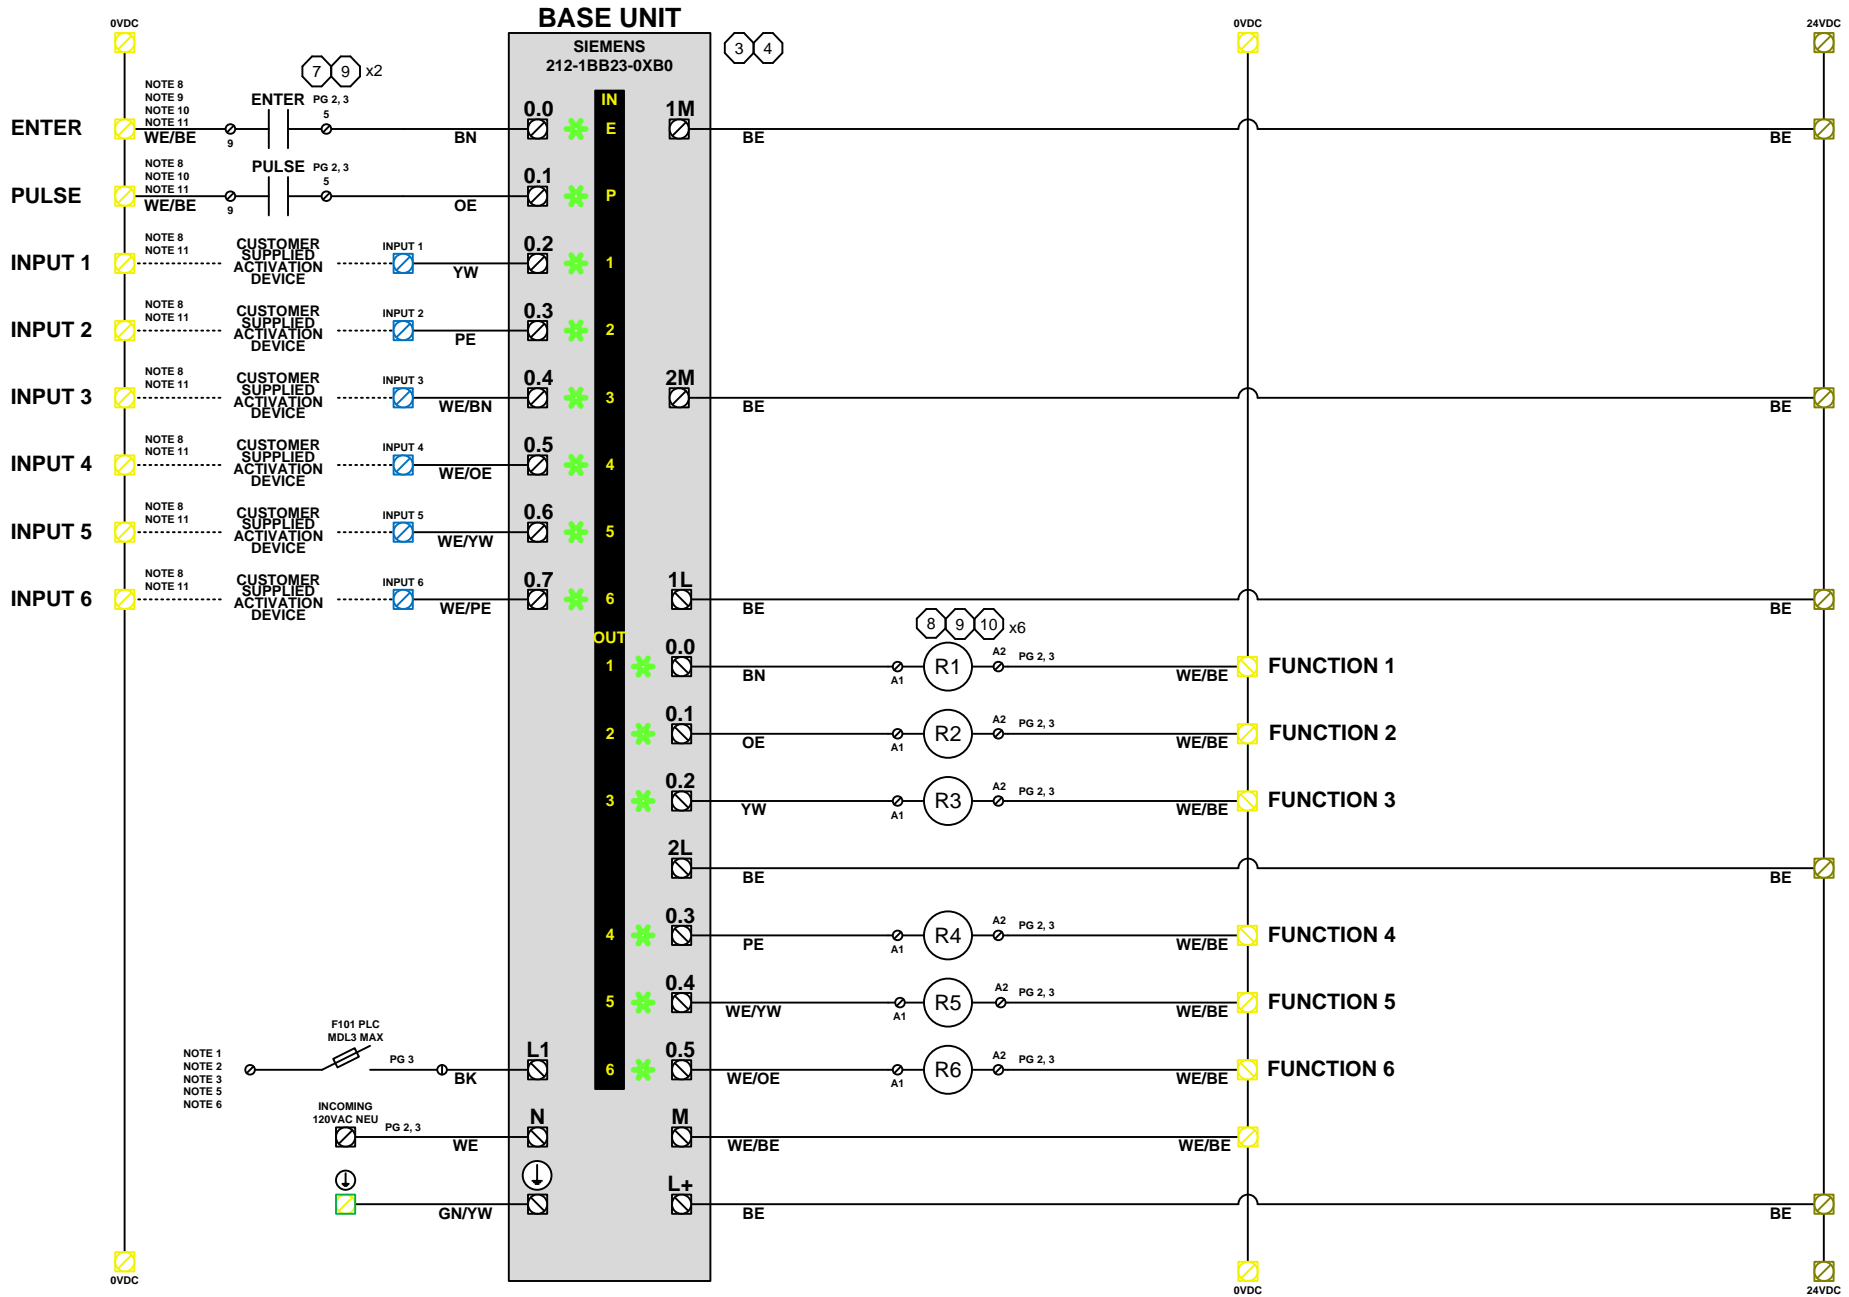 BASE UNIT
0VDC
0VDC
24VDC
SIEMENS
212-1BB23-0XB0
3 4
7 9 x2
IN
ENTER
NOTE 8
NOTE 9
NOTE 10
NOTE 11
WE/BE
9
ENTER
PG 2, 3
5
BN
0.0
E
1M
BE
BE
PULSE
NOTE 8
NOTE 10
NOTE 11
WE/BE
9
PULSE
PG 2, 3
5
OE
0.1
P
INPUT 1
NOTE 8
NOTE 11
CUSTOMER
SUPPLIED
ACTIVATION
DEVICE
INPUT 1
YW
0.2
1
INPUT 2
NOTE 8
NOTE 11
CUSTOMER
SUPPLIED
ACTIVATION
DEVICE
INPUT 2
PE
0.3
2
INPUT 3
NOTE 8
NOTE 11
CUSTOMER
SUPPLIED
ACTIVATION
DEVICE
INPUT 3
WE/BN
0.4
3
2M
BE
BE
INPUT 4
NOTE 8
NOTE 11
CUSTOMER
SUPPLIED
ACTIVATION
DEVICE
INPUT 4
WE/OE
0.5
4
INPUT 5
NOTE 8
NOTE 11
CUSTOMER
SUPPLIED
ACTIVATION
DEVICE
INPUT 5
WE/YW
0.6
5
INPUT 6
NOTE 8
NOTE 11
CUSTOMER
SUPPLIED
ACTIVATION
DEVICE
INPUT 6
WE/PE
0.7
6
1L
BE
BE
OUT
8 9 10 x6
1
0.0
BN
A1
R1
A2
PG 2, 3
WE/BE
FUNCTION 1
2
0.1
OE
A1
R2
A2
PG 2, 3
WE/BE
FUNCTION 2
3
0.2
YW
A1
R3
A2
PG 2, 3
WE/BE
FUNCTION 3
2L
BE
BE
4
0.3
PE
A1
R4
A2
PG 2, 3
WE/BE
FUNCTION 4
5
0.4
WE/YW
A1
R5
A2
PG 2, 3
WE/BE
FUNCTION 5
NOTE 1
NOTE 2
NOTE 3
NOTE 5
NOTE 6
F101 PLC
MDL3 MAX
PG 3
BK
L1
6
0.5
WE/OE
A1
R6
A2
PG 2, 3
WE/BE
FUNCTION 6
INCOMING
120VAC NEU
PG 2, 3
WE
N
M
WE/BE
WE/BE
GN/YW
L+
BE
BE
0VDC
0VDC
24VDC